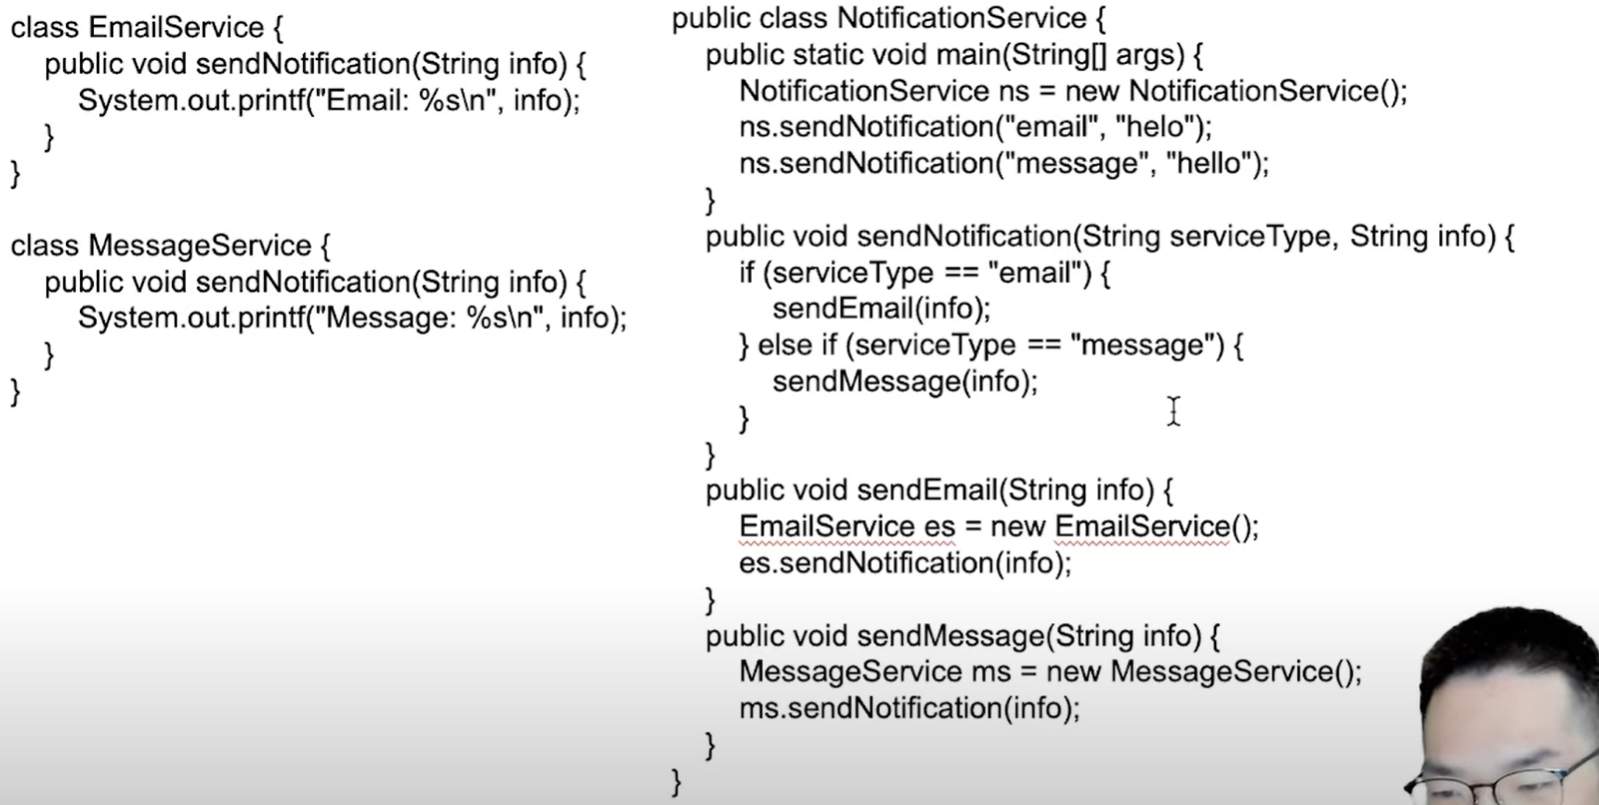 class EmailService {
public void sendNotification(String info) {
System.out.printf("Email: %s\n", info);
}
}
class MessageService {
public void sendNotification(String info) {
System.out.printf("Message: %s\n", info);
}
}
public class NotificationService {
public static void main(String[] args) {
NotificationService ns = new NotificationService();
ns.sendNotification("email", "helo");
ns.sendNotification("message", "hello");
}
public void sendNotification(String serviceType, String info) {
if (serviceType == "email") {
sendEmail(info);
} else if (serviceType == "message") {
sendMessage(info);
}
}
public void sendEmail(String info) {
EmailService es = new EmailService();
es.sendNotification(info);
}
public void sendMessage(String info) {
MessageService ms = new MessageService();
ms.sendNotification(info);
}
}